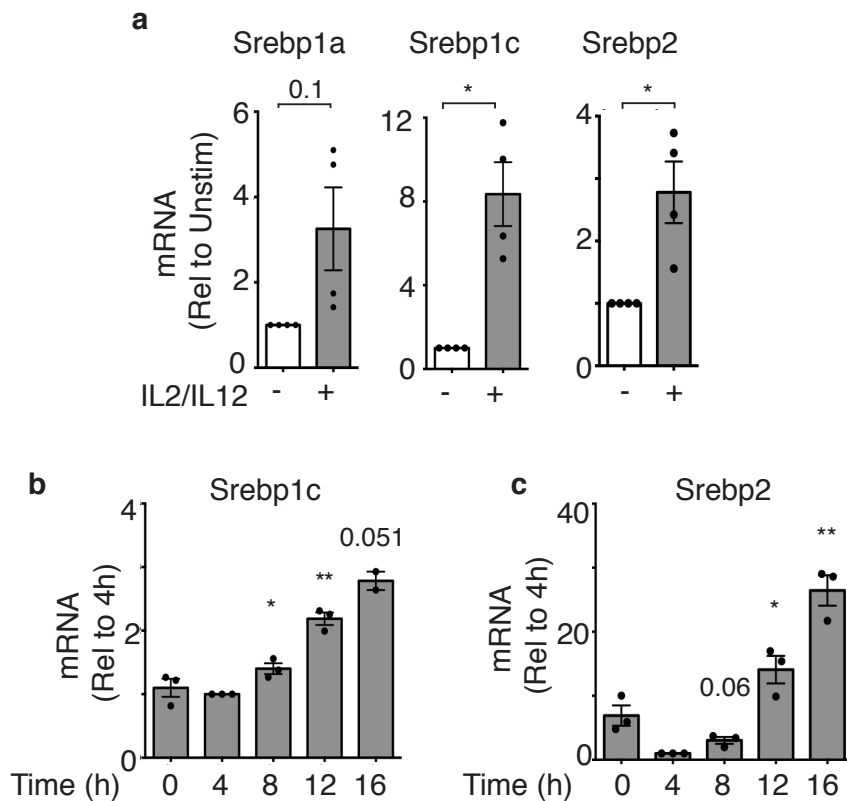 a
Srebp1a Srebp1c Srebp2
0.1 * *
6 12 4
4 8
2 4 2
0 0 0
mRNA
(Rel to Unstim)
IL2/IL12 - + - + - +
b Srebp1c c Srebp2
4 40
0.051 **
* ** *
2 20
0.06
0 0
mRNA
(Rel to 4h)
mRNA
(Rel to 4h)
Time (h) 0 4 8 12 16 Time (h) 0 4 8 12 16